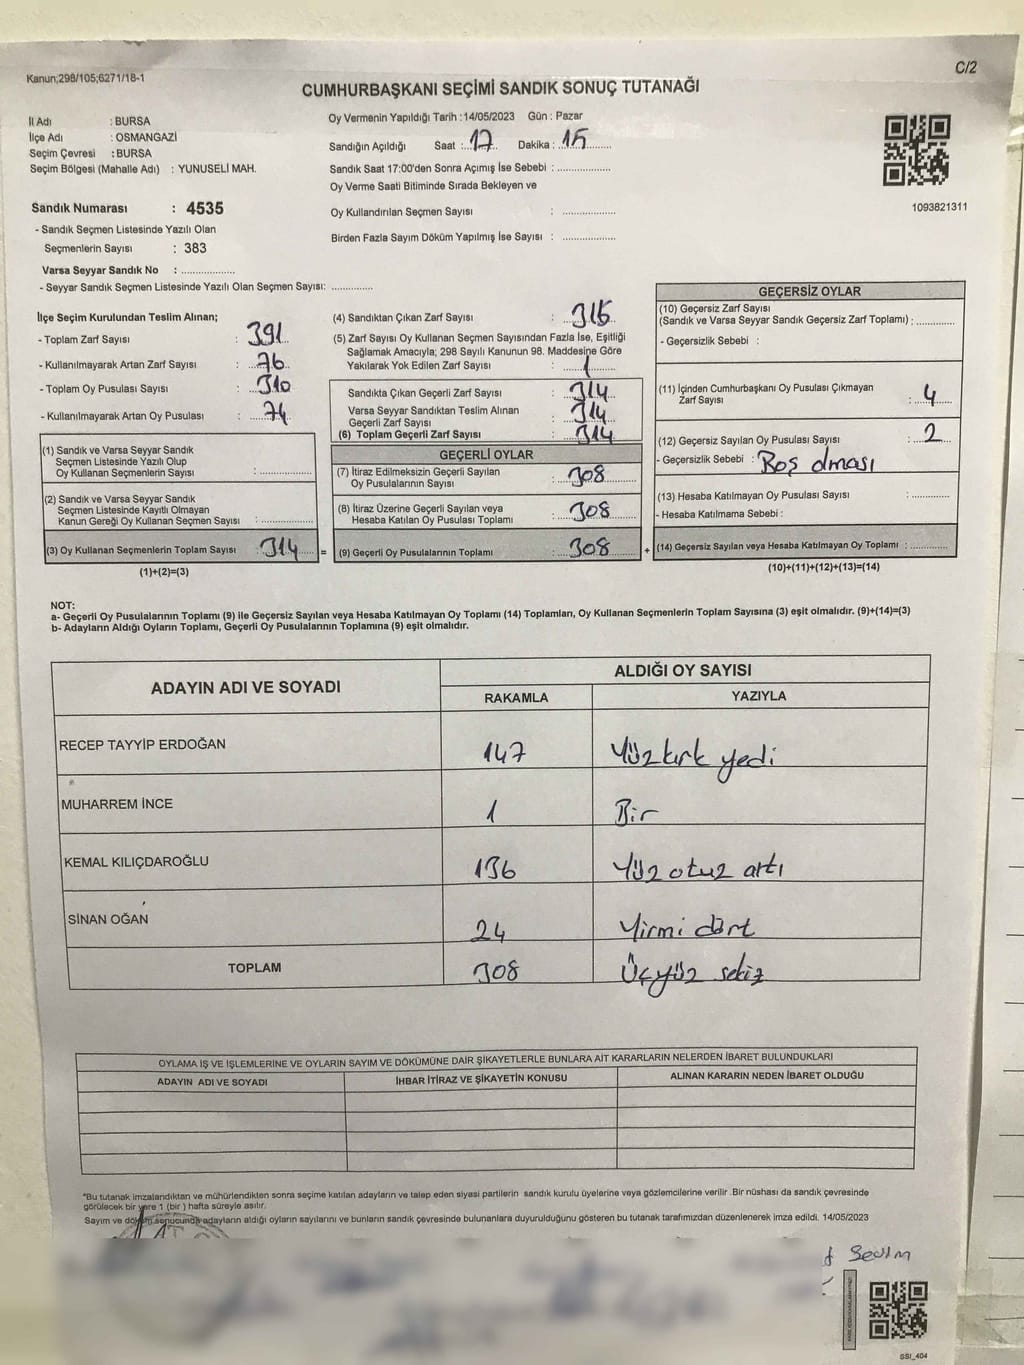 Kanun;298/105;6271/18-1
C/2
CUMHURBAŞKANI SEÇİMİ SANDIK SONUÇ TUTANAĞI
İl Adı : BURSA
İlçe Adı : OSMANGAZİ
Seçim Çevresi : BURSA
Seçim Bölgesi (Mahalle Adı) : YUNUSELİ MAH.
Sandık Numarası : 4535
- Sandık Seçmen Listesinde Yazılı Olan
Seçmenlerin Sayısı : 383
Varsa Seyyar Sandık No : ..................
- Seyyar Sandık Seçmen Listesinde Yazılı Olan Seçmen Sayısı: .............
Oy Vermenin Yapıldığı Tarih :14/05/2023 Gün : Pazar
Sandığın Açıldığı Saat :..17.. Dakika :..15........
Sandık Saat 17:00'den Sonra Açımış İse Sebebi : .................
Oy Verme Saati Bitiminde Sırada Bekleyen ve
Oy Kullandırılan Seçmen Sayısı : .................
Birden Fazla Sayım Döküm Yapılmış İse Sayısı : .................
1093821311
İlçe Seçim Kurulundan Teslim Alınan;
- Toplam Zarf Sayısı : 391
- Kullanılmayarak Artan Zarf Sayısı : 76
- Toplam Oy Pusulası Sayısı : 310
- Kullanılmayarak Artan Oy Pusulası : 74
(1) Sandık ve Varsa Seyyar Sandık
Seçmen Listesinde Yazılı Olup
Oy Kullanan Seçmenlerin Sayısı : .................
(2) Sandık ve Varsa Seyyar Sandık
Seçmen Listesinde Kayıtlı Olmayan
Kanun Gereği Oy Kullanan Seçmen Sayısı : .................
(3) Oy Kullanan Seçmenlerin Toplam Sayısı : 314 =
(1)+(2)=(3)
(4) Sandıktan Çıkan Zarf Sayısı : 315
(5) Zarf Sayısı Oy Kullanan Seçmen Sayısından Fazla İse, Eşitliği
Sağlamak Amacıyla; 298 Sayılı Kanunun 98. Maddesine Göre
Yakılarak Yok Edilen Zarf Sayısı : 1
Sandıkta Çıkan Geçerli Zarf Sayısı : 314
Varsa Seyyar Sandıktan Teslim Alınan
Geçerli Zarf Sayısı : 314
(6) Toplam Geçerli Zarf Sayısı : 314
GEÇERLİ OYLAR
(7) İtiraz Edilmeksizin Geçerli Sayılan
Oy Pusulalarının Sayısı : 308
(8) İtiraz Üzerine Geçerli Sayılan veya
Hesaba Katılan Oy Pusulası Toplamı : 308
(9) Geçerli Oy Pusulalarının Toplamı : 308 +
GEÇERSİZ OYLAR
(10) Geçersiz Zarf Sayısı
(Sandık ve Varsa Seyyar Sandık Geçersiz Zarf Toplamı) : ............
- Geçersizlik Sebebi :
(11) İçinden Cumhurbaşkanı Oy Pusulası Çıkmayan
Zarf Sayısı : 4
(12) Geçersiz Sayılan Oy Pusulası Sayısı : 2
- Geçersizlik Sebebi : Boş olması
(13) Hesaba Katılmayan Oy Pusulası Sayısı : ............
- Hesaba Katılmama Sebebi :
(14) Geçersiz Sayılan veya Hesaba Katılmayan Oy Toplamı : ............
(10)+(11)+(12)+(13)=(14)
NOT:
a- Geçerli Oy Pusulalarının Toplamı (9) ile Geçersiz Sayılan veya Hesaba Katılmayan Oy Toplamı (14) Toplamları, Oy Kullanan Seçmenlerin Toplam Sayısına (3) eşit olmalıdır. (9)+(14)=(3)
b- Adayların Aldığı Oyların Toplamı, Geçerli Oy Pusulalarının Toplamına (9) eşit olmalıdır.
ADAYIN ADI VE SOYADI ALDIĞI OY SAYISI
RAKAMLA YAZIYLA
RECEP TAYYİP ERDOĞAN 147 Yüz kırk yedi
MUHARREM İNCE 1 Bir
KEMAL KILIÇDAROĞLU 136 Yüz otuz artı
SİNAN OĞAN 24 Yirmi dört
TOPLAM 308 Üçyüz sekiz
OYLAMA İŞ VE İŞLEMLERİNE VE OYLARIN SAYIM VE DÖKÜMÜNE DAİR ŞİKAYETLERLE BUNLARA AİT KARARLARIN NELERDEN İBARET BULUNDUKLARI
ADAYIN ADI VE SOYADI İHBAR İTİRAZ VE ŞİKAYETİN KONUSU ALINAN KARARIN NEDEN İBARET OLDUĞU
*Bu tutanak imzalandıktan ve mühürlendikten sonra seçime katılan adayların ve talep eden siyasi partilerin sandık kurulu üyelerine veya gözlemcilerine verilir .Bir nüshası da sandık çevresinde
görülecek bir yere 1 (bir ) hafta süreyle asılır.
Sayım ve döküm sonucunda adayların aldığı oyların sayılarını ve bunların sandık çevresinde bulunanlara duyurulduğunu gösteren bu tutanak tarafımızdan düzenlenerek imza edildi. 14/05/2023
SSI_404